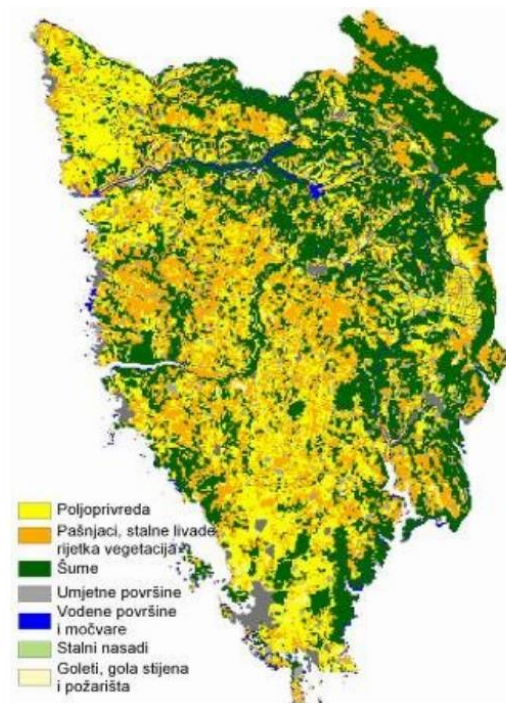 Poljoprivreda
Pašnjaci, stalne livade
rijetka vegetacija
Šume
Umjetne površine
Vodene površine
i močvare
Stalni nasadi
Goleti, gola stijena
i požarišta